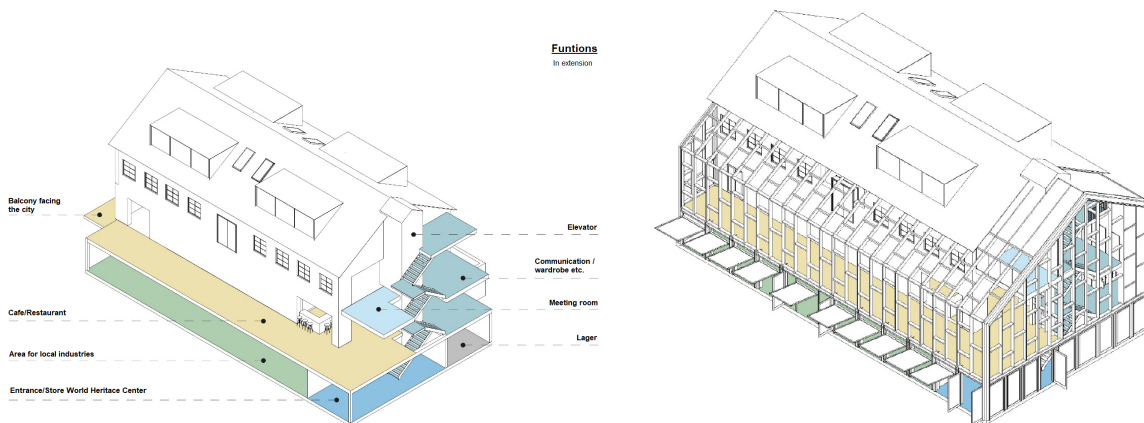 Funtions
In extension
Balcony facing
the city
Elevator
Communication /
wardrobe etc.
Meeting room
Cafe/Restaurant
Lager
Area for local industries
Entrance/Store World Heritage Center